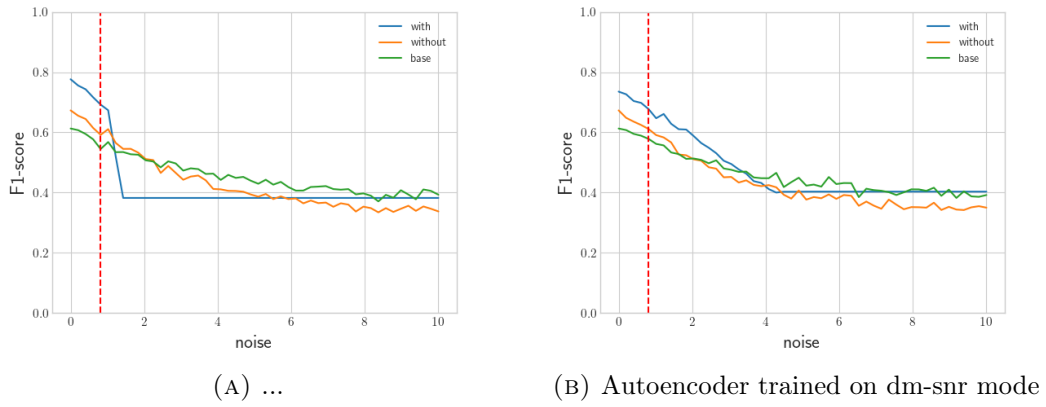 1.0
0.8
0.6
0.4
0.2
0.0
F1-score
0 2 4 6 8 10
noise
with
without
base
(A) ...
1.0
0.8
0.6
0.4
0.2
0.0
F1-score
0 2 4 6 8 10
noise
with
without
base
(B) Autoencoder trained on dm-snr mode